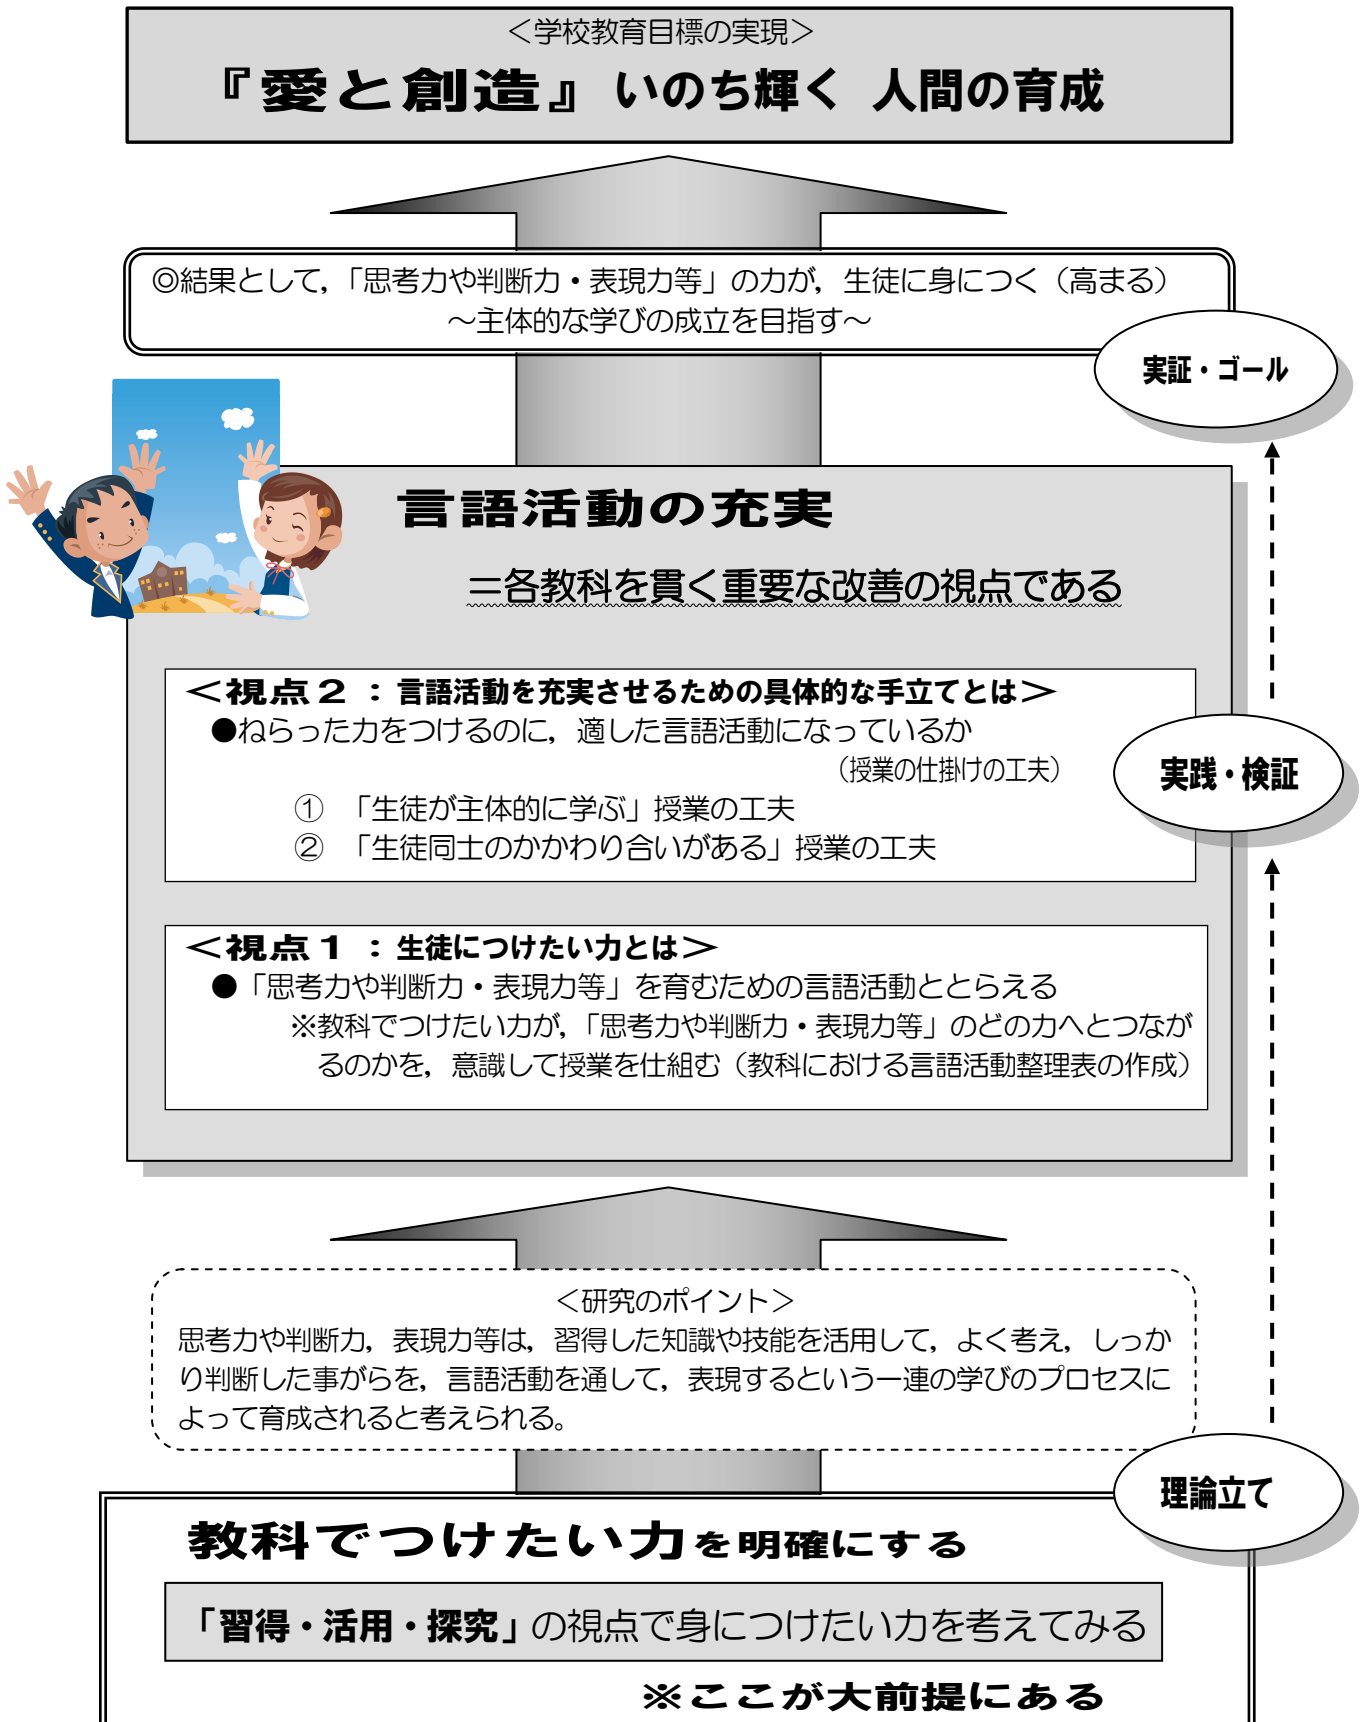 ＜学校教育目標の実現＞
『愛と創造』いのち輝く 人間の育成
◎結果として，「思考力や判断力・表現力等」の力が，生徒に身につく（高まる）
～主体的な学びの成立を目指す～
実証・ゴール
言語活動の充実
＝各教科を貫く重要な改善の視点である
＜視点２：言語活動を充実させるための具体的な手立てとは＞
●ねらった力をつけるのに，適した言語活動になっているか
（授業の仕掛けの工夫）
① 「生徒が主体的に学ぶ」授業の工夫
② 「生徒同士のかかわり合いがある」授業の工夫
実践・検証
＜視点１：生徒につけたい力とは＞
●「思考力や判断力・表現力等」を育むための言語活動ととらえる
※教科でつけたい力が，「思考力や判断力・表現力等」のどの力へとつなが
るのかを，意識して授業を仕組む（教科における言語活動整理表の作成）
＜研究のポイント＞
思考力や判断力，表現力等は，習得した知識や技能を活用して，よく考え，しっか
り判断した事がらを，言語活動を通して，表現するという一連の学びのプロセスに
よって育成されると考えられる。
理論立て
教科でつけたい力を明確にする
「習得・活用・探究」の視点で身につけたい力を考えてみる
※ここが大前提にある